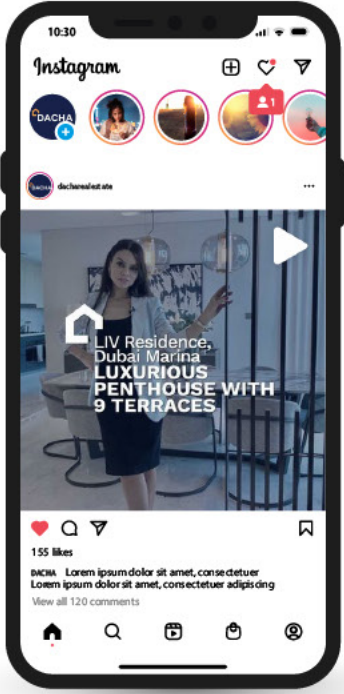 10:30
Instagram
DACHA
1
DACHA
dacharealestate
LIV Residence,
Dubai Marina
LUXURIOUS
PENTHOUSE WITH
9 TERRACES
155 likes
DACHA Lorem ipsum dolor sit amet, consectetuer
Lorem ipsum dolor sit amet, consectetuer adipiscing
View all 120 comments